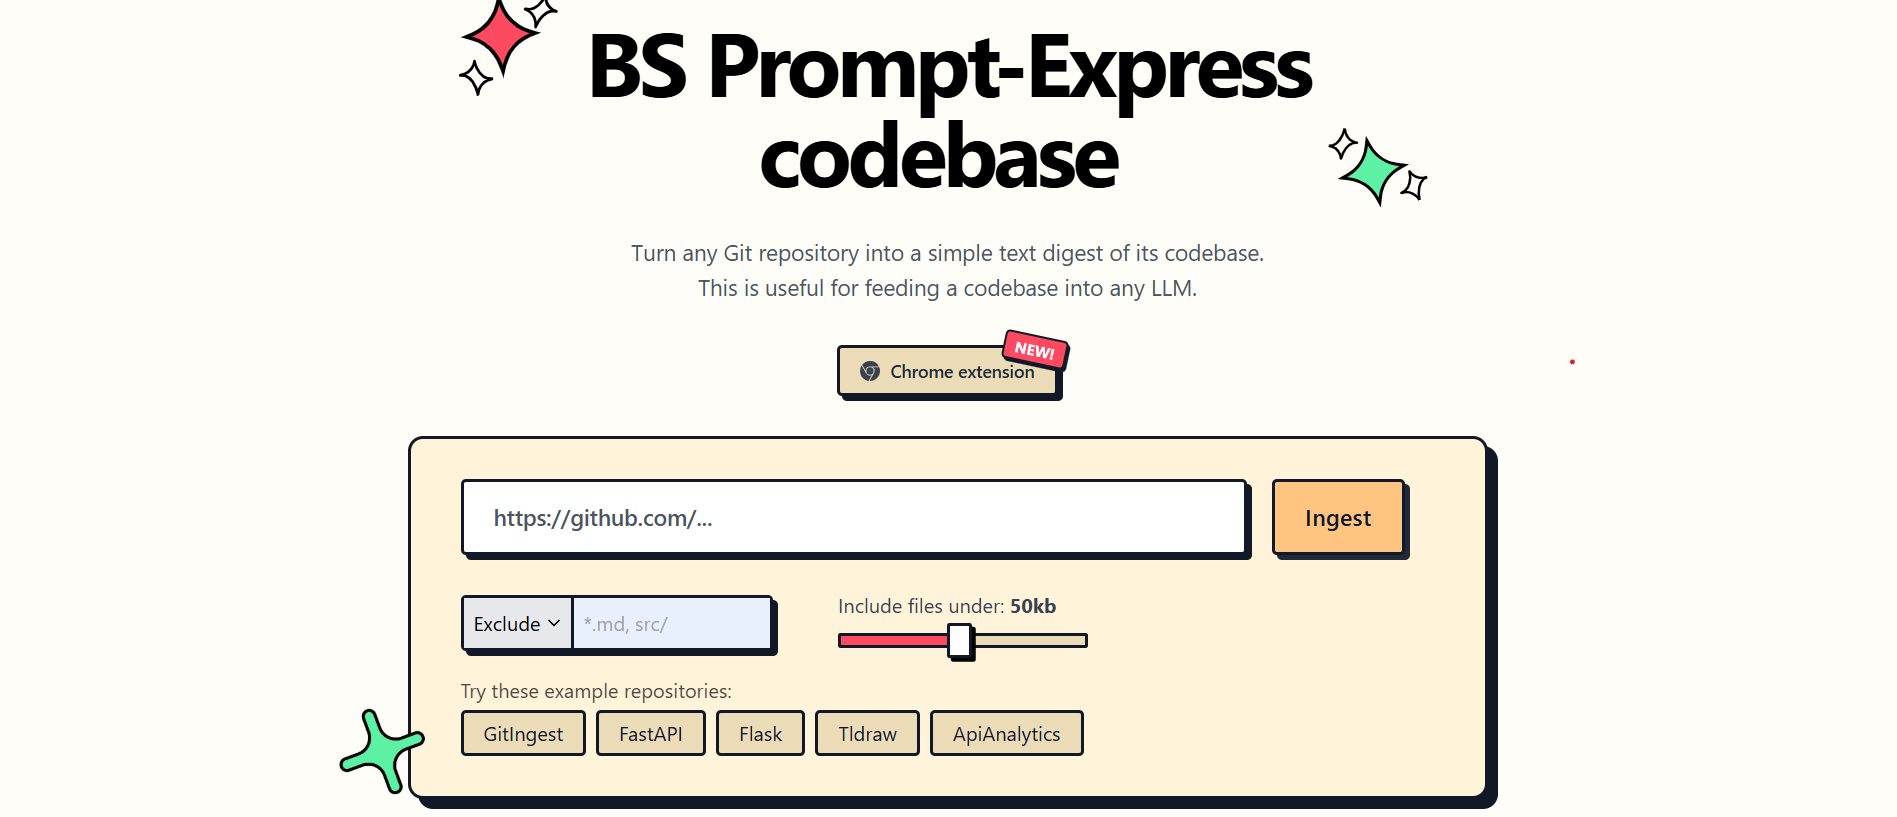 BS Prompt-Express
codebase
Turn any Git repository into a simple text digest of its codebase.
This is useful for feeding a codebase into any LLM.
NEW!
Chrome extension
https://github.com/...
Ingest
Exclude
*.md, src/
Include files under: 50kb
Try these example repositories:
GitIngest
FastAPI
Flask
Tldraw
ApiAnalytics